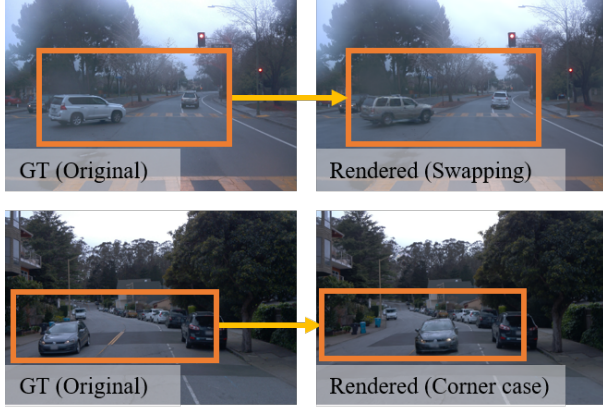 GT (Original)
Rendered (Swapping)
GT (Original)
Rendered (Corner case)